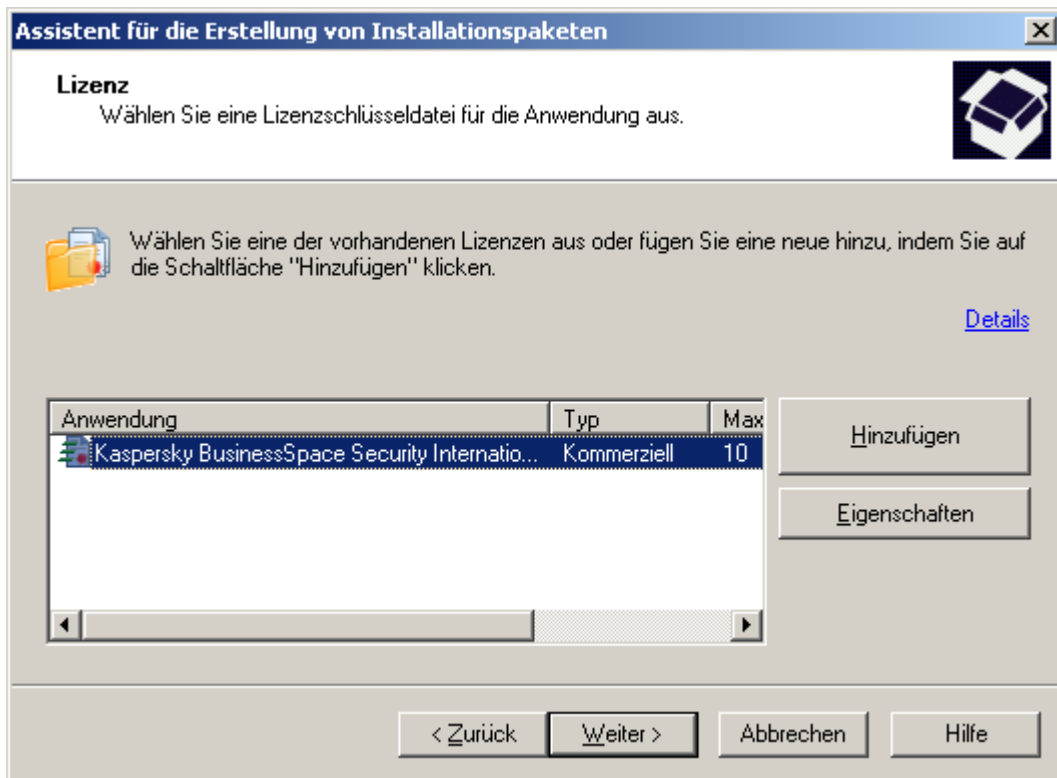 Assistent für die Erstellung von Installationspaketen
Lizenz
Wählen Sie eine Lizenzschlüsseldatei für die Anwendung aus.
Wählen Sie eine der vorhandenen Lizenzen aus oder fügen Sie eine neue hinzu, indem Sie auf
die Schaltfläche "Hinzufügen" klicken.
Details
Anwendung Typ Max
Kaspersky BusinessSpace Security Internatio... Kommerziell 10
Hinzufügen
Eigenschaften
< Zurück Weiter > Abbrechen Hilfe